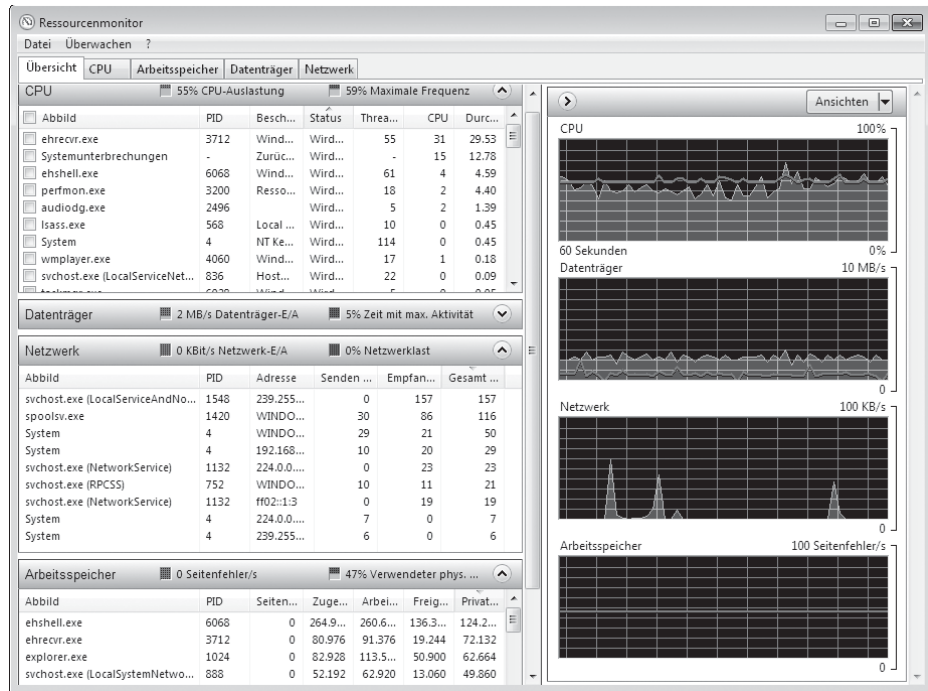 Ressourcenmonitor
Datei Überwachen ?
Übersicht CPU Arbeitsspeicher Datenträger Netzwerk
CPU 55% CPU-Auslastung 59% Maximale Frequenz
Abbild PID Besch... Status Threa... CPU Durc...
ehrecvr.exe 3712 Wind... Wird... 55 31 29.53
Systemunterbrechungen - Zurüc... Wird... - 15 12.78
ehshell.exe 6068 Wind... Wird... 61 4 4.59
perfmon.exe 3200 Resso... Wird... 18 2 4.40
audiodg.exe 2496 Wird... 5 2 1.39
lsass.exe 568 Local ... Wird... 10 0 0.45
System 4 NT Ke... Wird... 114 0 0.45
wmplayer.exe 4060 Wind... Wird... 17 1 0.18
svchost.exe (LocalServiceNet... 836 Host... Wird... 22 0 0.09
Datenträger 2 MB/s Datenträger-E/A 5% Zeit mit max. Aktivität
Netzwerk 0 KBit/s Netzwerk-E/A 0% Netzwerklast
Abbild PID Adresse Senden ... Empfan... Gesamt ...
svchost.exe (LocalServiceAndNo... 1548 239.255... 0 157 157
spoolsv.exe 1420 WINDO... 30 86 116
System 4 WINDO... 29 21 50
System 4 192.168... 10 20 29
svchost.exe (NetworkService) 1132 224.0.0.... 0 23 23
svchost.exe (RPCSS) 752 WINDO... 10 11 21
svchost.exe (NetworkService) 1132 ff02::1:3 0 19 19
System 4 224.0.0.... 7 0 7
System 4 239.255... 6 0 6
Arbeitsspeicher 0 Seitenfehler/s 47% Verwendeter phys. ...
Abbild PID Seiten... Zuge... Arbei... Freig... Privat...
ehshell.exe 6068 0 264.9... 260.6... 136.3... 124.2...
ehrecvr.exe 3712 0 80.976 91.376 19.244 72.132
explorer.exe 1024 0 82.928 113.5... 50.900 62.664
svchost.exe (LocalSystemNetwo... 888 0 52.192 62.920 13.060 49.860
Ansichten
CPU 100%
60 Sekunden 0%
Datenträger 10 MB/s
0
Netzwerk 100 KB/s
0
Arbeitsspeicher 100 Seitenfehler/s
0